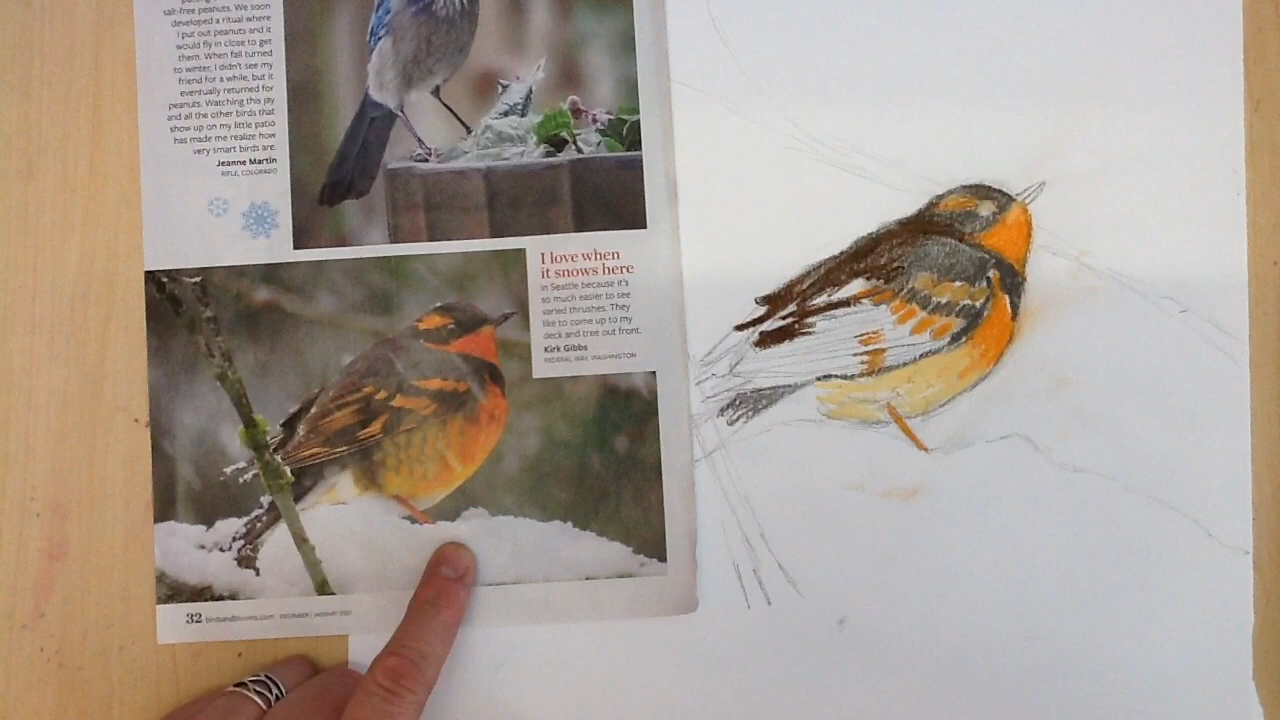 salt-free peanuts. We soon
developed a ritual where
I put out peanuts and it
would fly in close to get
them. When fall turned
to winter, I didn't see my
friend for a while, but it
eventually returned for
peanuts. Watching this jay
and all the other birds that
show up on my little patio
has made me realize how
very smart birds are.
Jeanne Martin
RIFLE, COLORADO
I love when
it snows here
in Seattle because it's
so much easier to see
varied thrushes. They
like to come up to my
deck and tree out front.
Kirk Gibbs
FEDERAL WAY, WASHINGTON
32 birdsandblooms.com DECEMBER / JANUARY